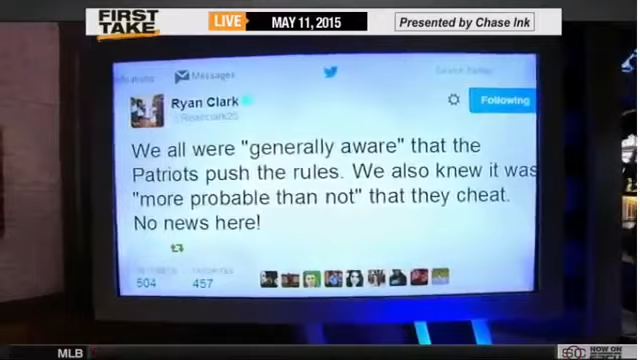 FIRST
TAKE
LIVE
MAY 11, 2015
Presented by Chase Ink
Messages
Ryan Clark
Following
We all were "generally aware" that the
Patriots push the rules. We also knew it was
"more probable than not" that they cheat.
No news here!
RETWEETS FAVORITES
504 457
MLB
NOW ON